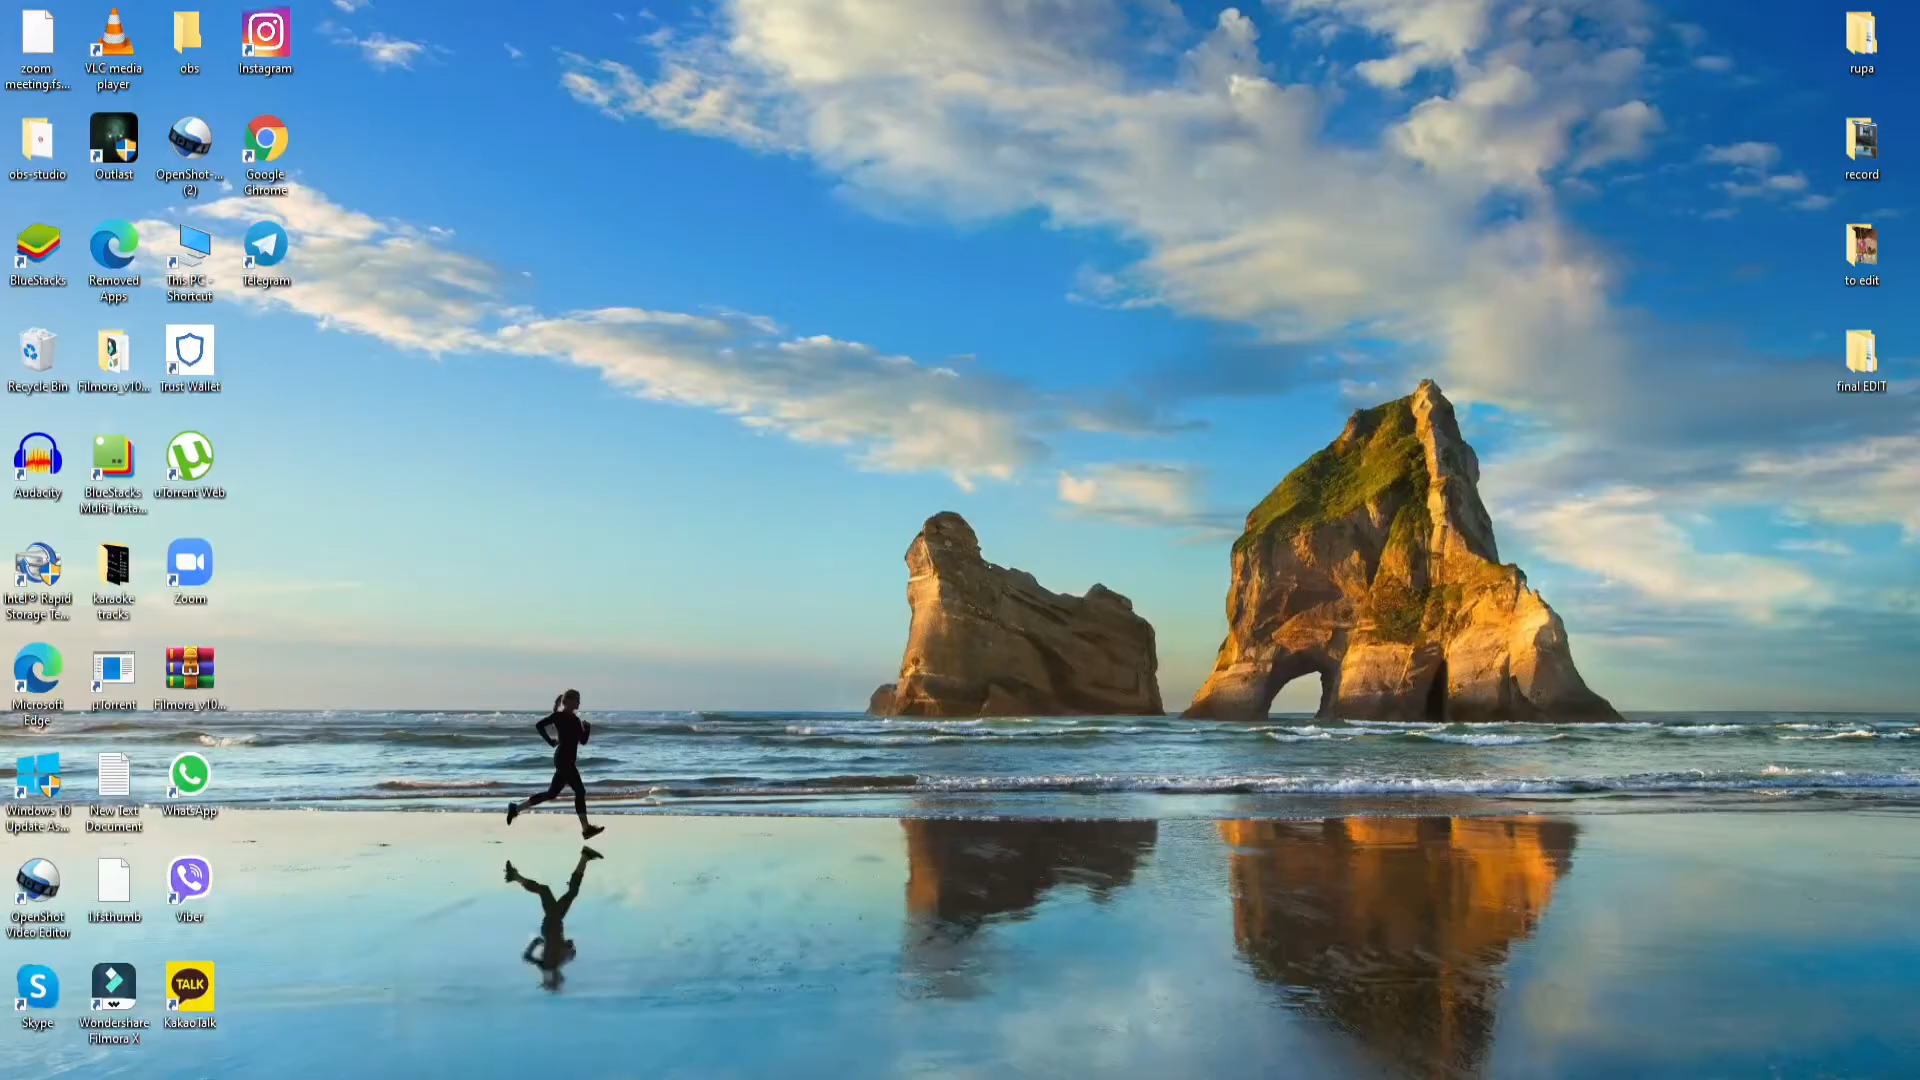 zoom
meeting.fs...
VLC media
player
obs
Instagram
rupa
obs-studio
Outlast
OpenShot-...
(2)
Google
Chrome
record
BlueStacks
Removed
Apps
This PC -
Shortcut
Telegram
to edit
Recycle Bin
Filmora_v10...
Trust Wallet
final EDIT
Audacity
BlueStacks
Multi-Insta...
uTorrent Web
Intel® Rapid
Storage Te...
karaoke
tracks
Zoom
Microsoft
Edge
µTorrent
Filmora_v10...
Windows 10
Update As...
New Text
Document
WhatsApp
OpenShot
Video Editor
1.fsthumb
Viber
Skype
Wondershare
Filmora X
TALK
KakaoTalk